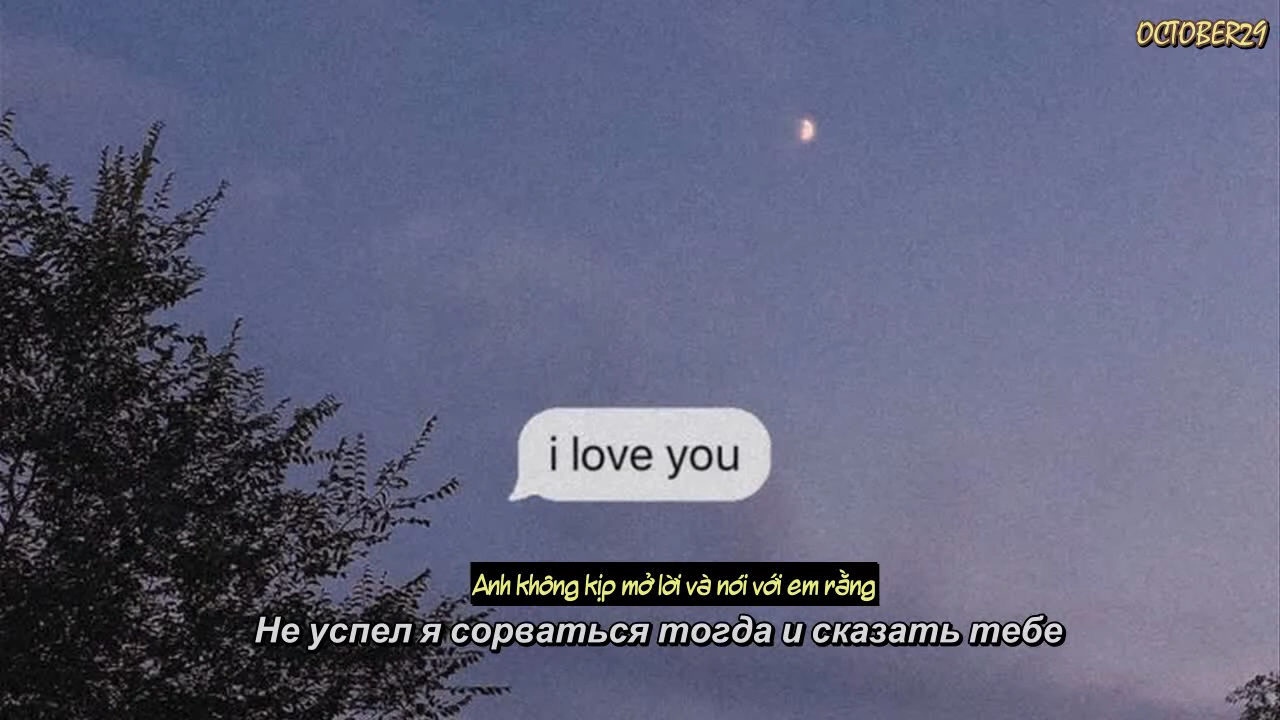 OCTOBER29
i love you
Anh không kịp mở lời và nói với em rằng
Не успел я сорваться тогда и сказать тебе